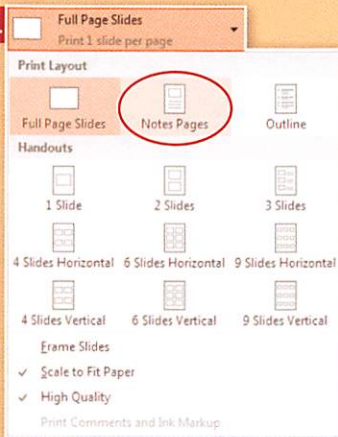 Full Page Slides
Print 1 slide per page
Print Layout
Full Page Slides Notes Pages Outline
Handouts
1 Slide 2 Slides 3 Slides
4 Slides Horizontal 6 Slides Horizontal 9 Slides Horizontal
4 Slides Vertical 6 Slides Vertical 9 Slides Vertical
Frame Slides
✓ Scale to Fit Paper
✓ High Quality
Print Comments and Ink Markup